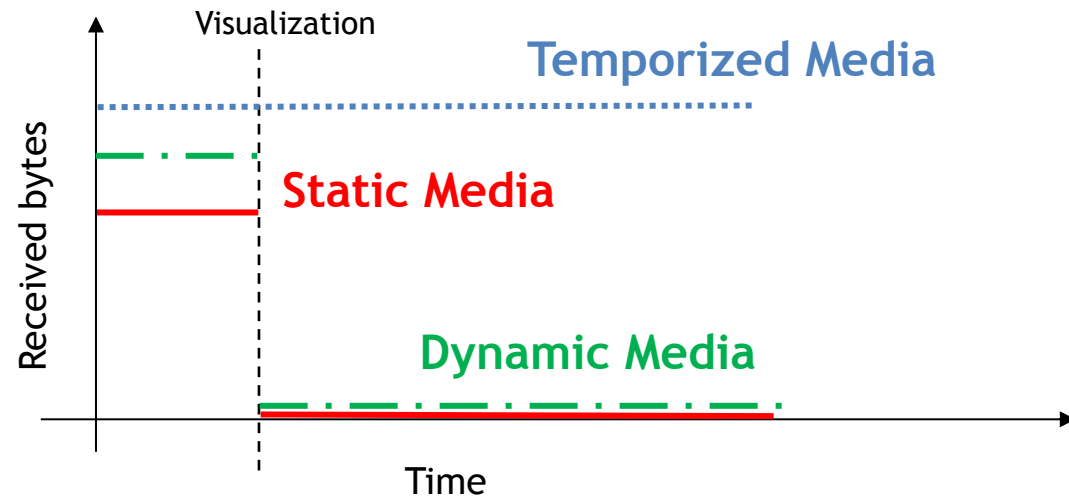 Visualization
Temporized Media
Received bytes
Static Media
Dynamic Media
Time